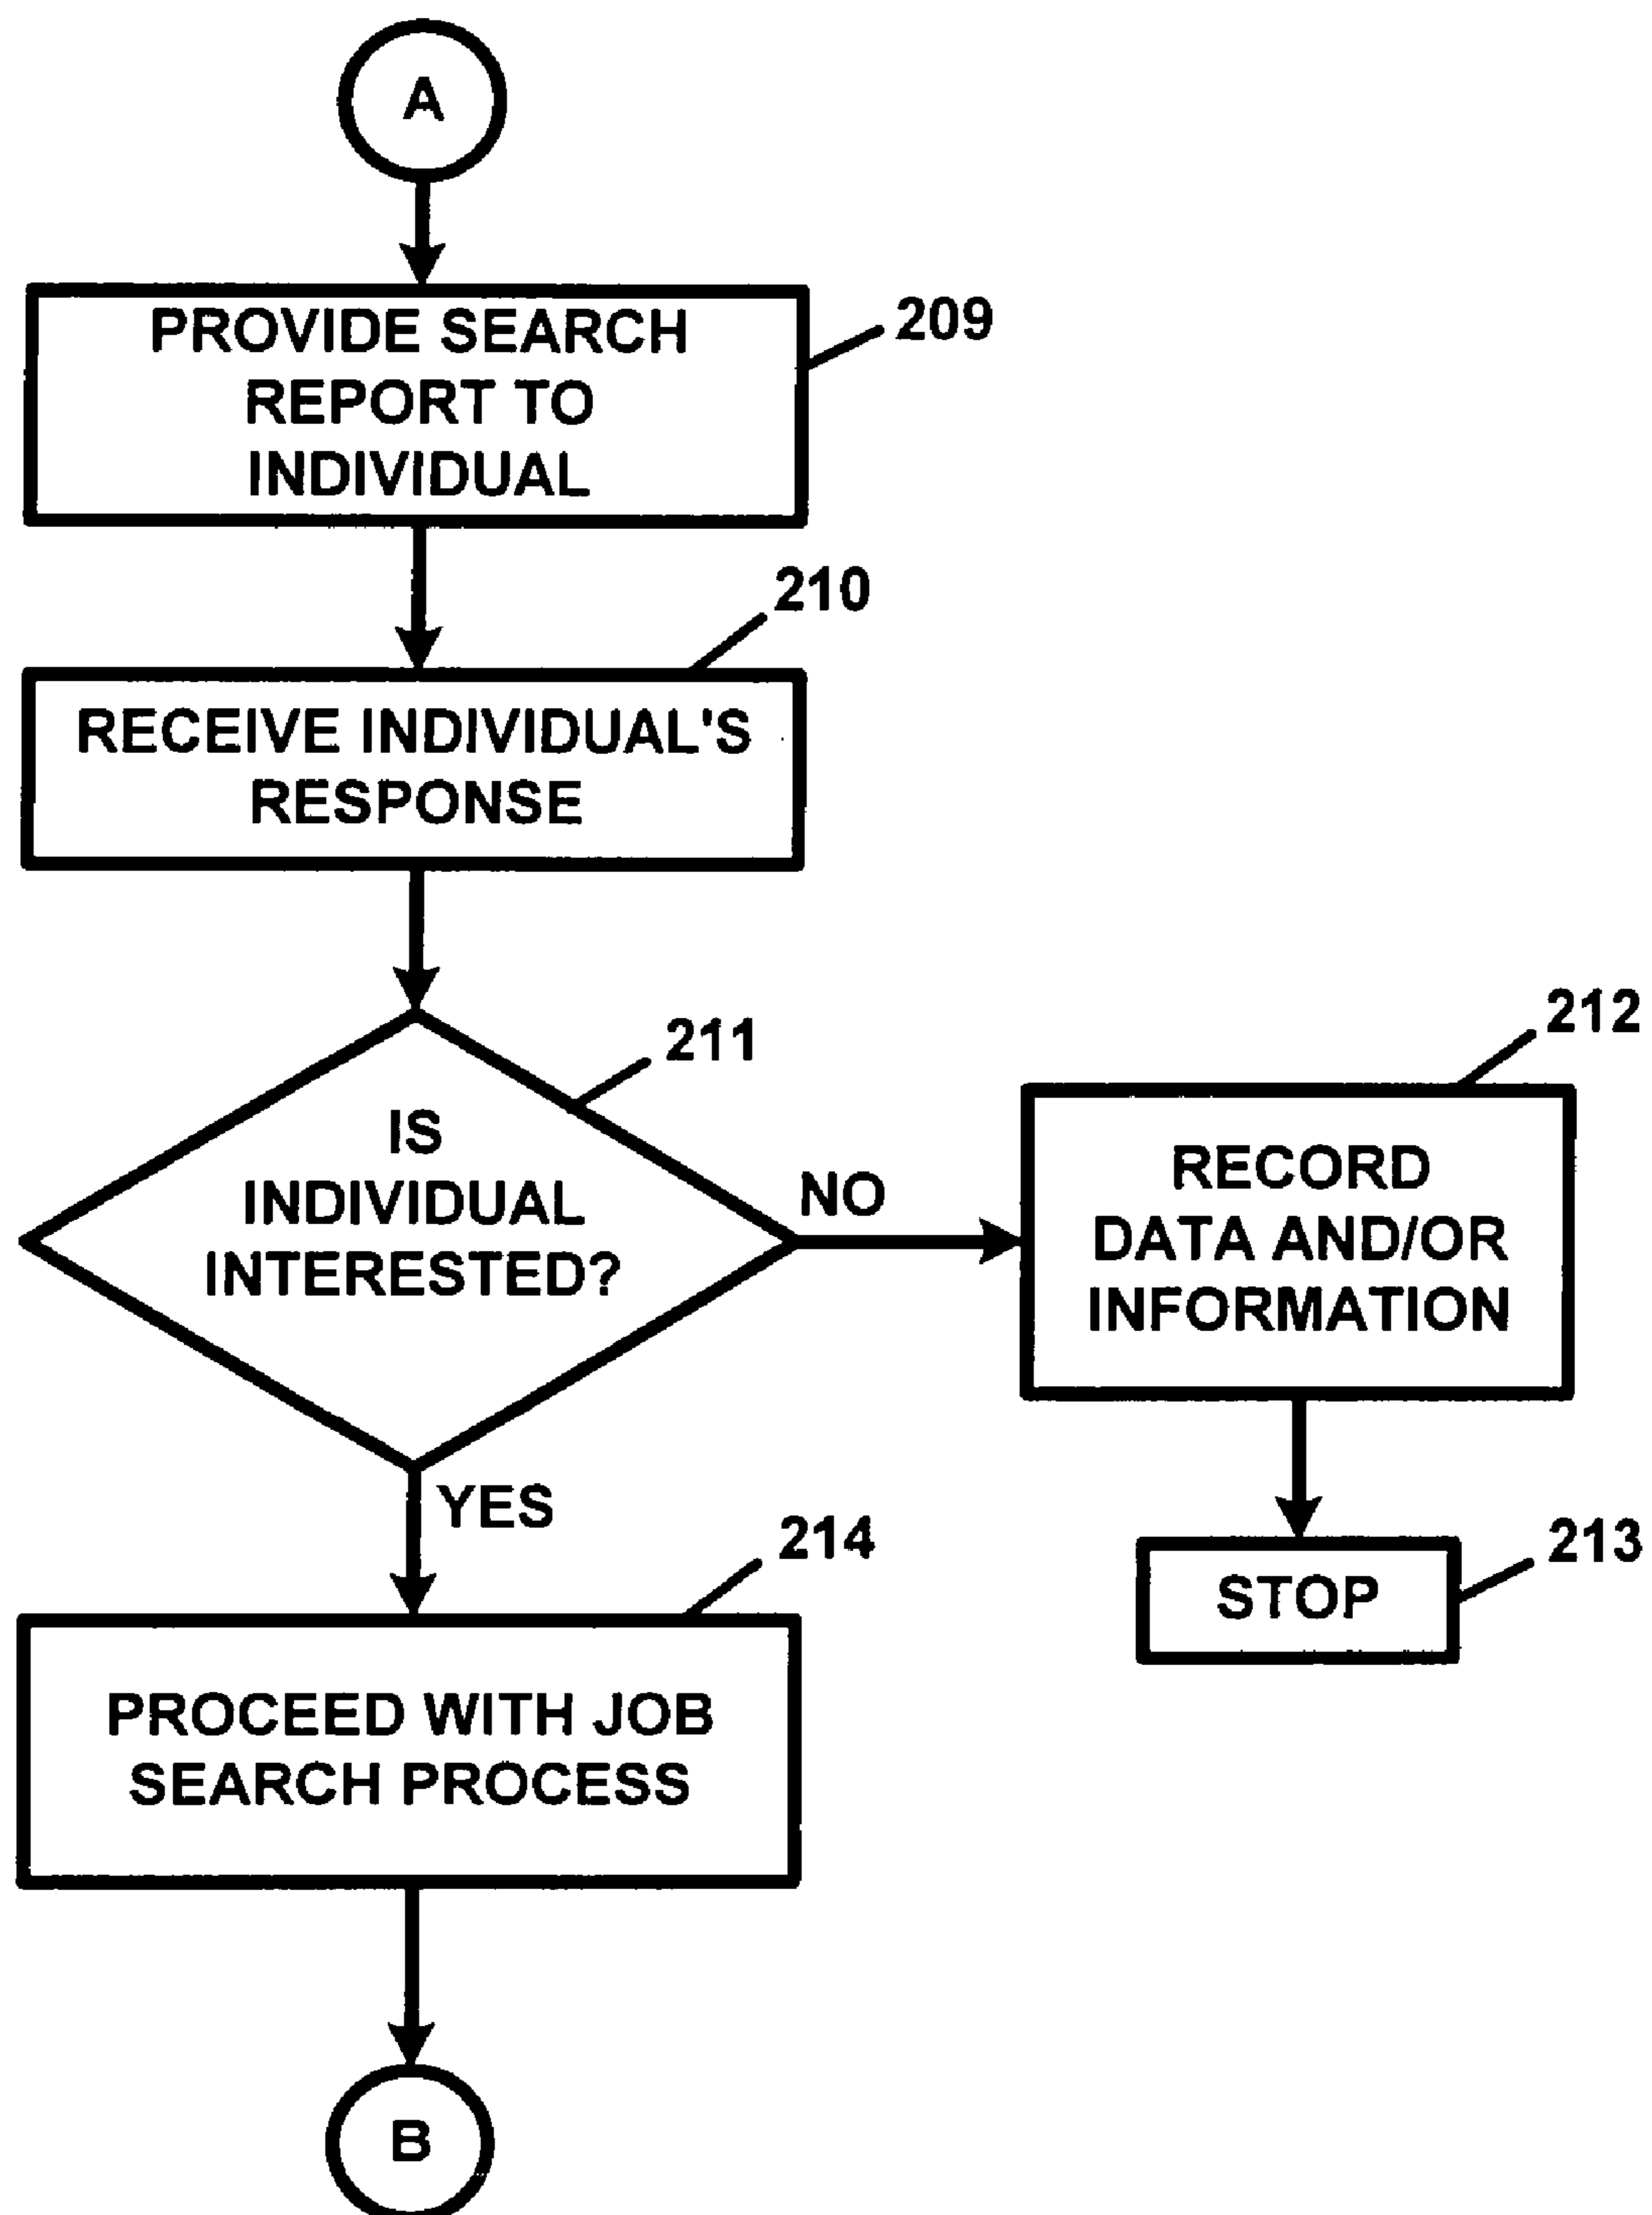 A
PROVIDE SEARCH
REPORT TO
INDIVIDUAL
209
210
RECEIVE INDIVIDUAL'S
RESPONSE
211
IS
INDIVIDUAL
INTERESTED?
NO
212
RECORD
DATA AND/OR
INFORMATION
YES
213
STOP
214
PROCEED WITH JOB
SEARCH PROCESS
B